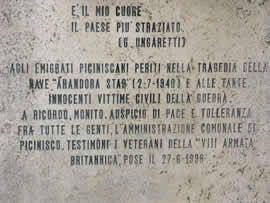 E' IL MIO CUORE
IL PAESE PIU' STRAZIATO.
(G. UNGARETTI)
AGLI EMIGRATI PICINISCANI PERITI NELLA TRAGEDIA DELLA
NAVE "ARANDORA STAR" (2-7-1940) E ALLE TANTE
INNOCENTI VITTIME CIVILI DELLA GUERRA.
A RICORDO, MONITO, AUSPICIO DI PACE E TOLLERANZA
FRA TUTTE LE GENTI, L'AMMINISTRAZIONE COMUNALE DI
PICINISCO, TESTIMONI I VETERANI DELLA "VIII ARMATA
BRITANNICA", POSE IL 27-6-1996